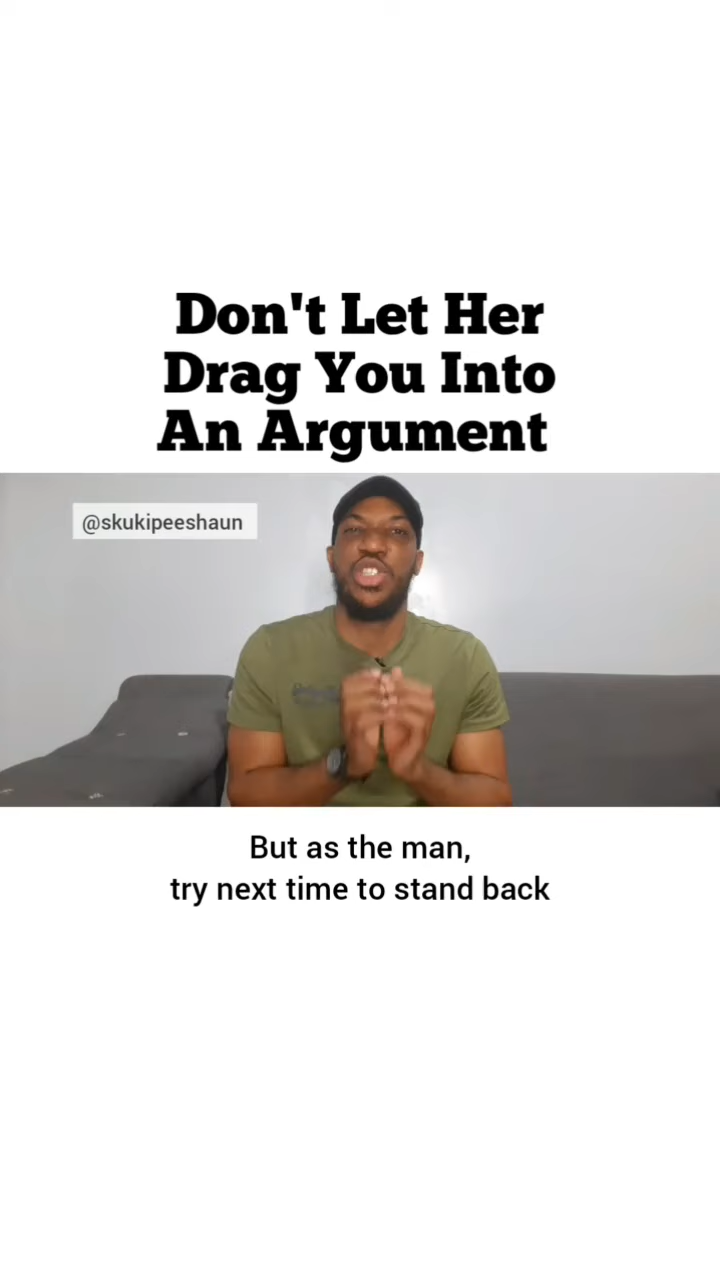 Don't Let Her
Drag You Into
An Argument
@skukipeeshaun
But as the man,
try next time to stand back